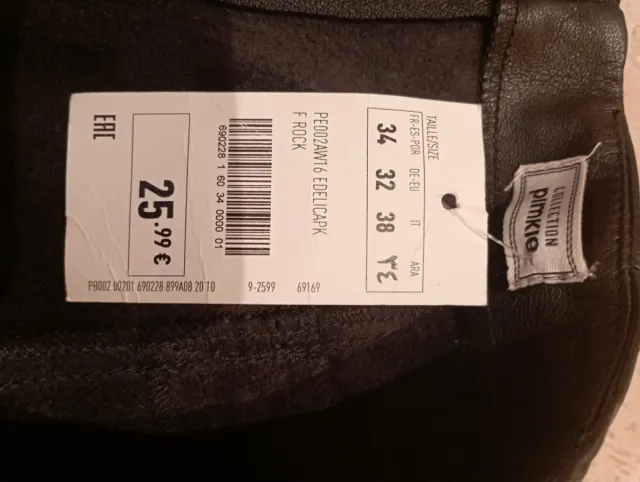 TAILLE/SIZE
FR-ES-POR DE-EU IT ARA
34 32 38 ٣٤
PE002AW16 EDELICAPK
F ROCK
690228 1 60 34 0000 01
25.99 €
EAC
69169
9-2599
PB002 00201 690228 899A08 20 10
COLLECTION
pimkie